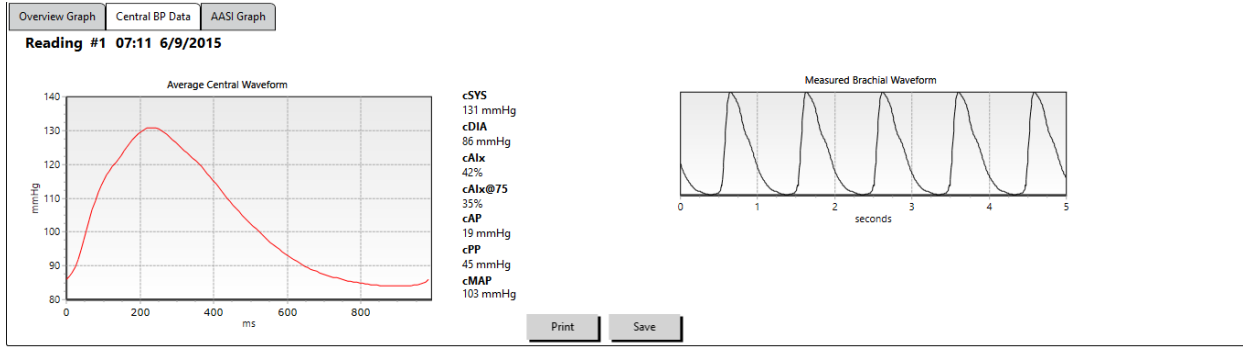 Overview Graph Central BP Data AASI Graph
Reading #1 07:11 6/9/2015
Average Central Waveform
140
130
120
110
100
90
80
mmHg
0 200 400 600 800
ms
cSYS
131 mmHg
cDIA
86 mmHg
cAIx
42%
cAIx@75
35%
cAP
19 mmHg
cPP
45 mmHg
cMAP
103 mmHg
Measured Brachial Waveform
0 1 2 3 4 5
seconds
Print Save